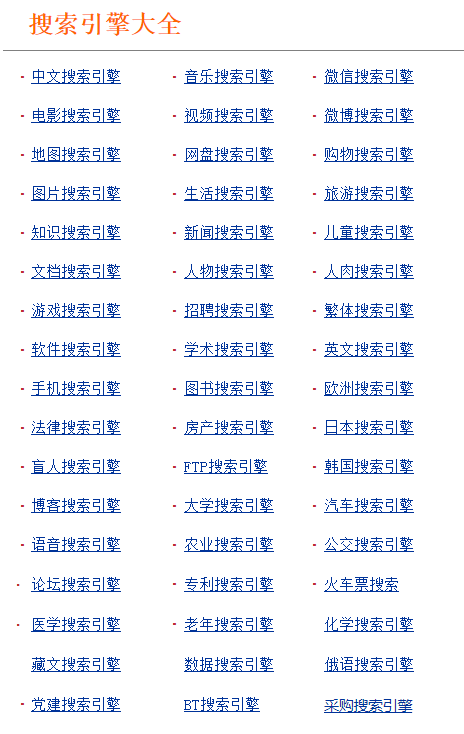 搜索引擎大全
中文搜索引擎 音乐搜索引擎 微信搜索引擎
电影搜索引擎 视频搜索引擎 微博搜索引擎
地图搜索引擎 网盘搜索引擎 购物搜索引擎
图片搜索引擎 生活搜索引擎 旅游搜索引擎
知识搜索引擎 新闻搜索引擎 儿童搜索引擎
文档搜索引擎 人物搜索引擎 人肉搜索引擎
游戏搜索引擎 招聘搜索引擎 繁体搜索引擎
软件搜索引擎 学术搜索引擎 英文搜索引擎
手机搜索引擎 图书搜索引擎 欧洲搜索引擎
法律搜索引擎 房产搜索引擎 日本搜索引擎
盲人搜索引擎 FTP搜索引擎 韩国搜索引擎
博客搜索引擎 大学搜索引擎 汽车搜索引擎
语音搜索引擎 农业搜索引擎 公交搜索引擎
论坛搜索引擎 专利搜索引擎 火车票搜索
医学搜索引擎 老年搜索引擎 化学搜索引擎
藏文搜索引擎 数据搜索引擎 俄语搜索引擎
党建搜索引擎 BT搜索引擎 采购搜索引擎